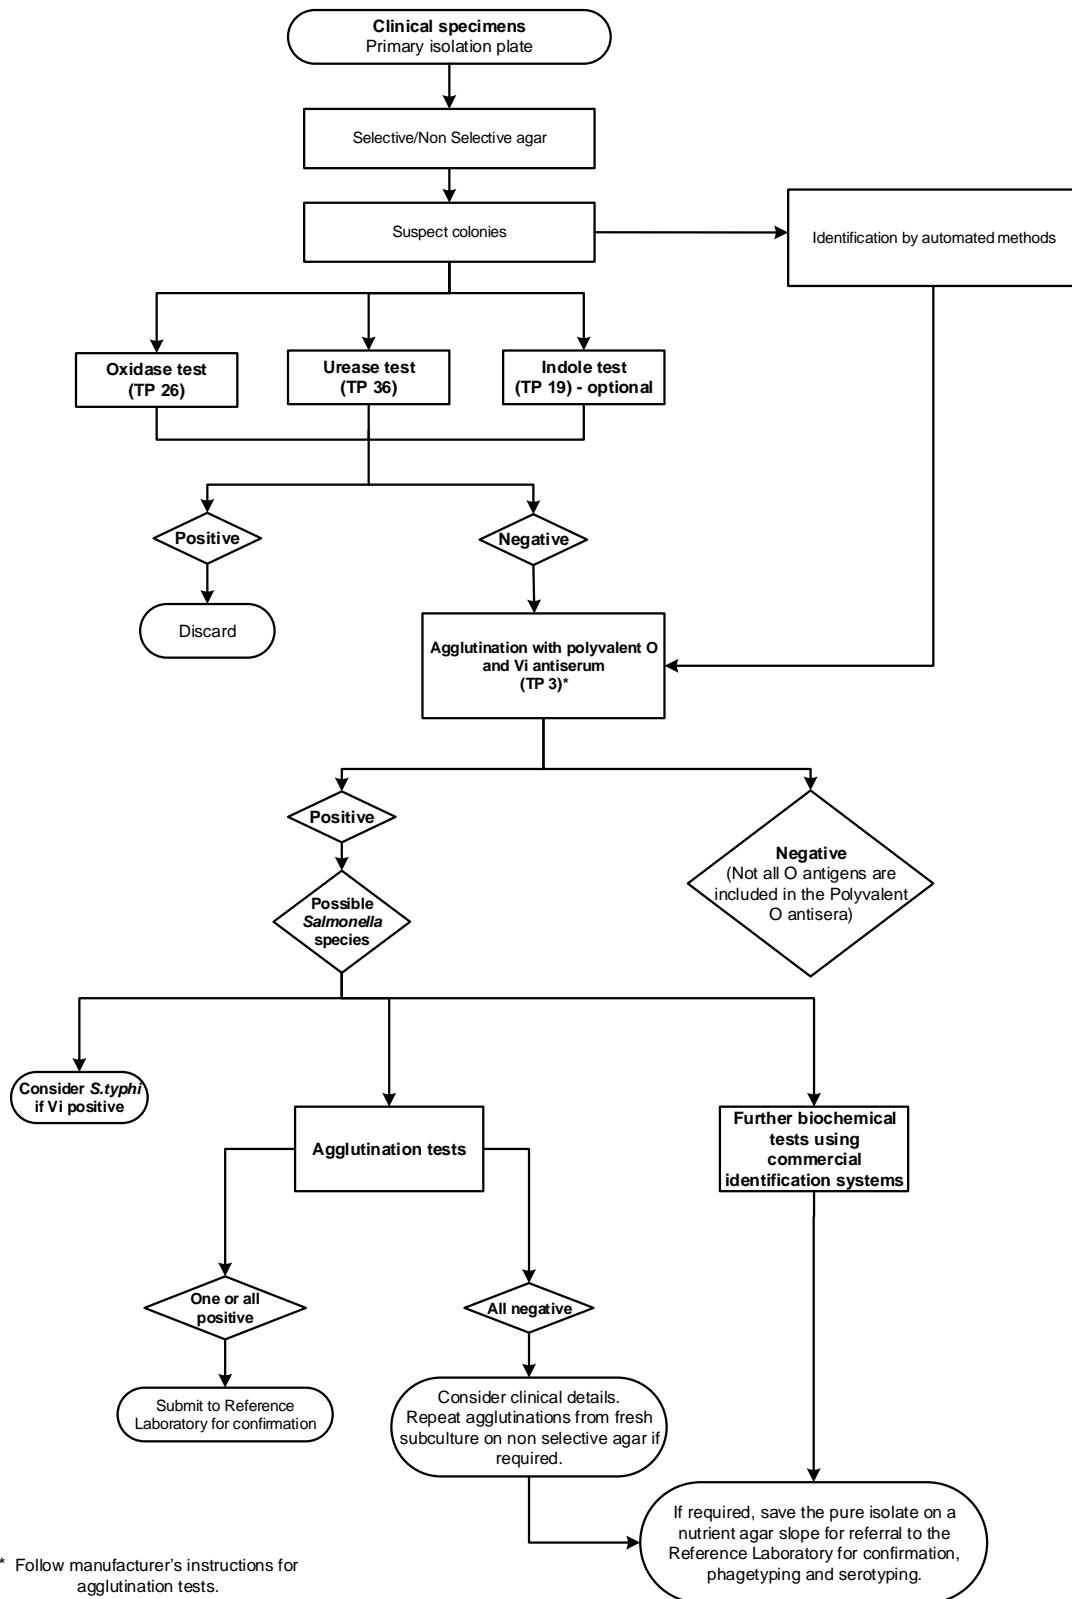 Clinical specimens
Primary isolation plate
Selective/Non Selective agar
Suspect colonies
Identification by automated methods
Oxidase test
(TP 26)
Urease test
(TP 36)
Indole test
(TP 19) - optional
Positive
Negative
Discard
Agglutination with polyvalent O
and Vi antiserum
(TP 3)*
Positive
Negative
(Not all O antigens are
included in the Polyvalent
O antisera)
Possible
Salmonella
species
Consider S.typhi
if Vi positive
Agglutination tests
Further biochemical
tests using
commercial
identification systems
One or all
positive
All negative
Submit to Reference
Laboratory for confirmation
Consider clinical details.
Repeat agglutinations from fresh
subculture on non selective agar if
required.
If required, save the pure isolate on a
nutrient agar slope for referral to the
Reference Laboratory for confirmation,
phagetyping and serotyping.
* Follow manufacturer’s instructions for
agglutination tests.